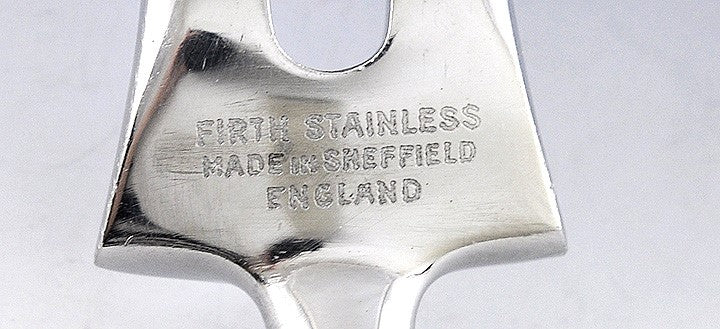 FIRTH STAINLESS
MADE IN SHEFFIELD
ENGLAND